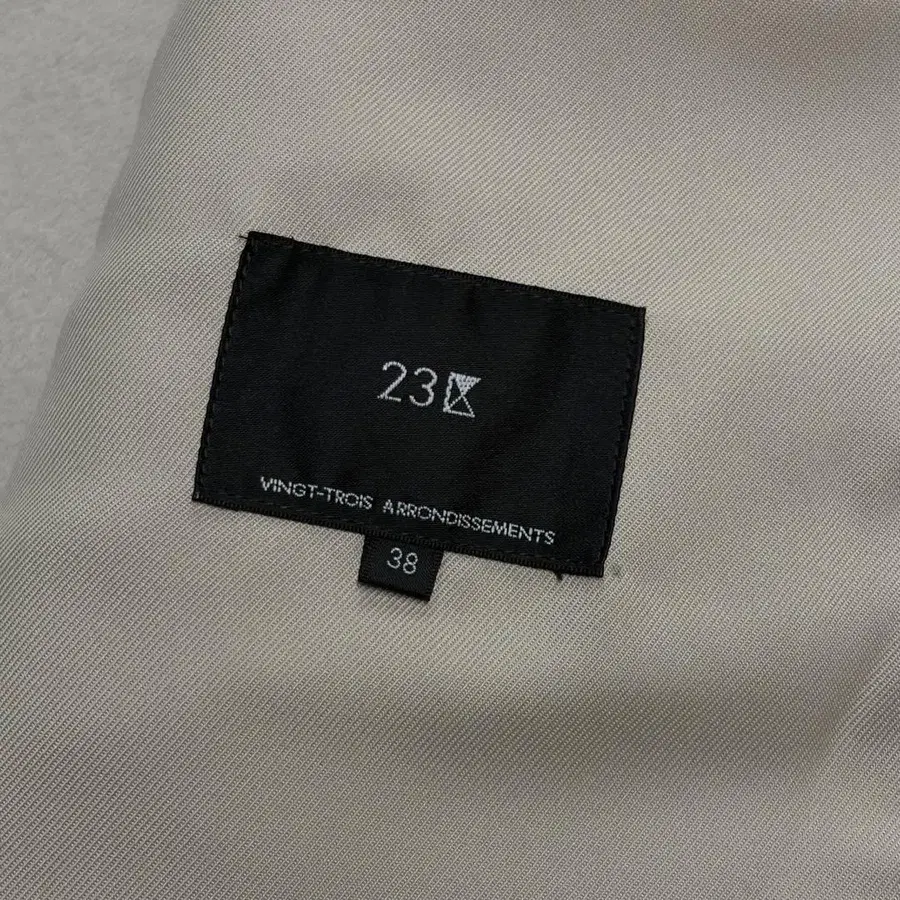 23区
VINGT-TROIS ARRONDISSEMENTS
38